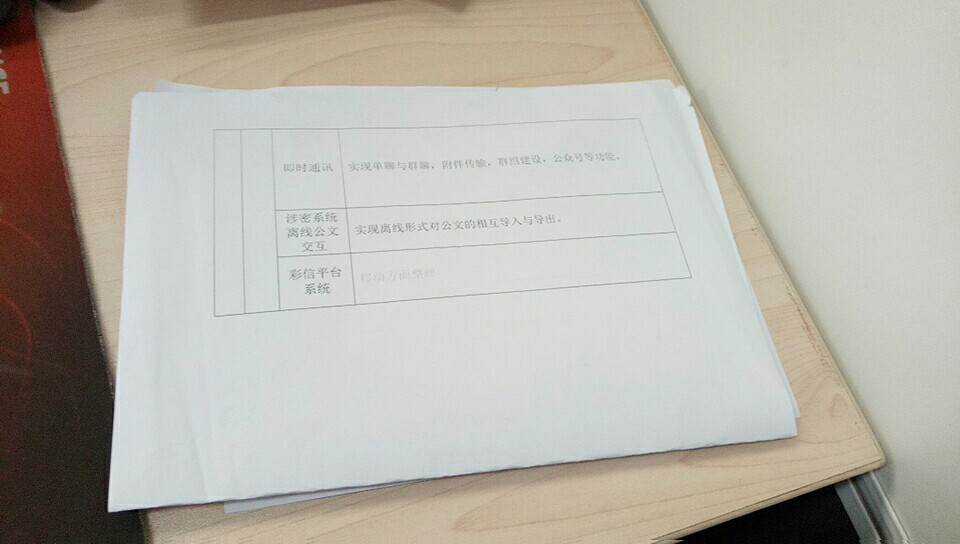 即时通讯
实现单聊与群聊、附件传输、群组建设、公众号等功能。
涉密系统
离线公文
交互
实现离线形式对公文的相互导入与导出。
彩信平台
系统
移动方面整理